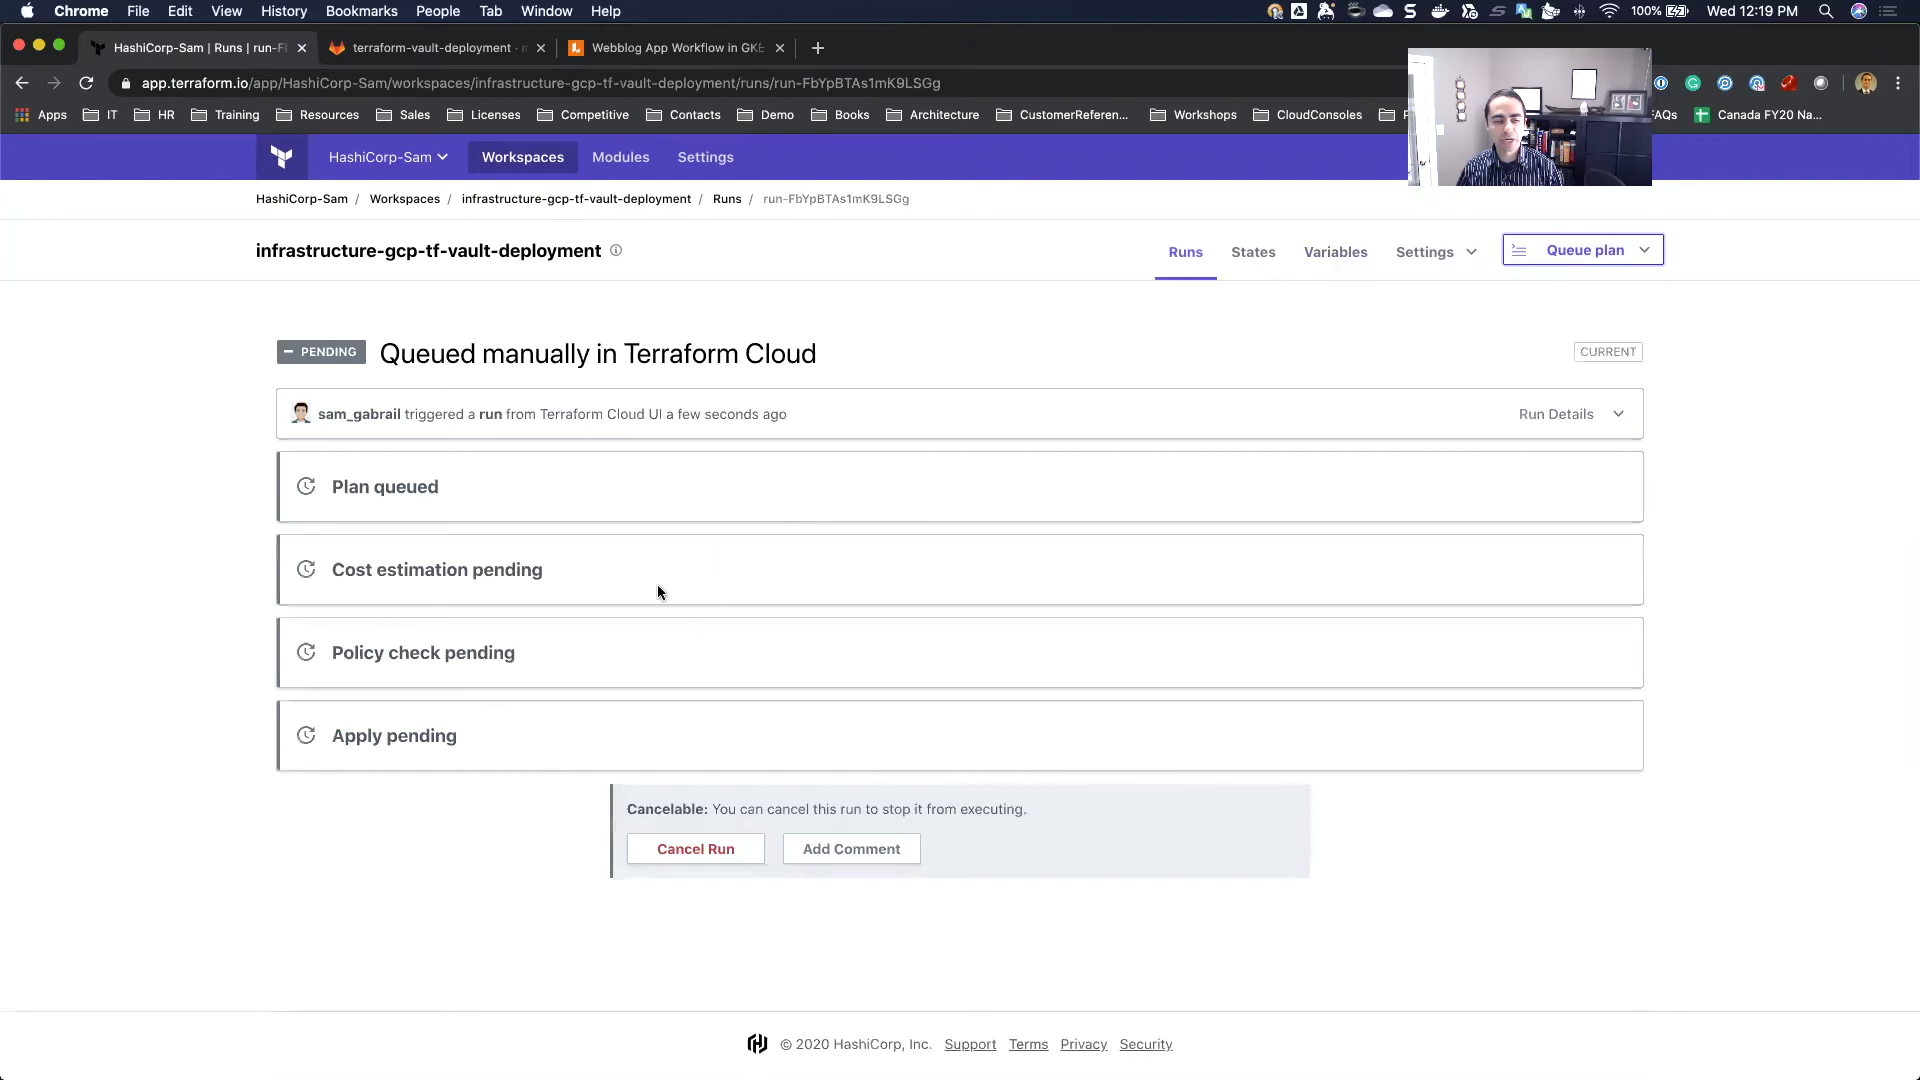 Chrome File Edit View History Bookmarks People Tab Window Help 100% Wed 12:19 PM
HashiCorp-Sam | Runs | run-F
terraform-vault-deployment ·
Webblog App Workflow in GKE
app.terraform.io/app/HashiCorp-Sam/workspaces/infrastructure-gcp-tf-vault-deployment/runs/run-FbYpBTAs1mK9LSGg
Apps IT HR Training Resources Sales Licenses Competitive Contacts Demo Books Architecture CustomerReferen... Workshops CloudConsoles FAQs Canada FY20 Na...
HashiCorp-Sam Workspaces Modules Settings
HashiCorp-Sam / Workspaces / infrastructure-gcp-tf-vault-deployment / Runs / run-FbYpBTAs1mK9LSGg
infrastructure-gcp-tf-vault-deployment
Runs States Variables Settings Queue plan
PENDING Queued manually in Terraform Cloud CURRENT
sam_gabrail triggered a run from Terraform Cloud UI a few seconds ago Run Details
Plan queued
Cost estimation pending
Policy check pending
Apply pending
Cancelable: You can cancel this run to stop it from executing.
Cancel Run Add Comment
© 2020 HashiCorp, Inc. Support Terms Privacy Security